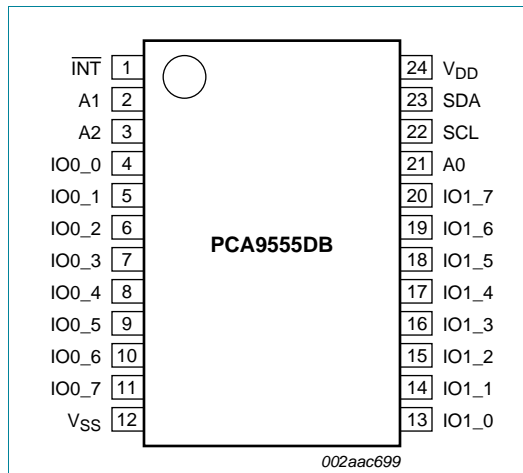 INT 1 24 VDD
A1 2 23 SDA
A2 3 22 SCL
IO0_0 4 21 A0
IO0_1 5 20 IO1_7
IO0_2 6 19 IO1_6
IO0_3 7 18 IO1_5
PCA9555DB
IO0_4 8 17 IO1_4
IO0_5 9 16 IO1_3
IO0_6 10 15 IO1_2
IO0_7 11 14 IO1_1
VSS 12 13 IO1_0
002aac699